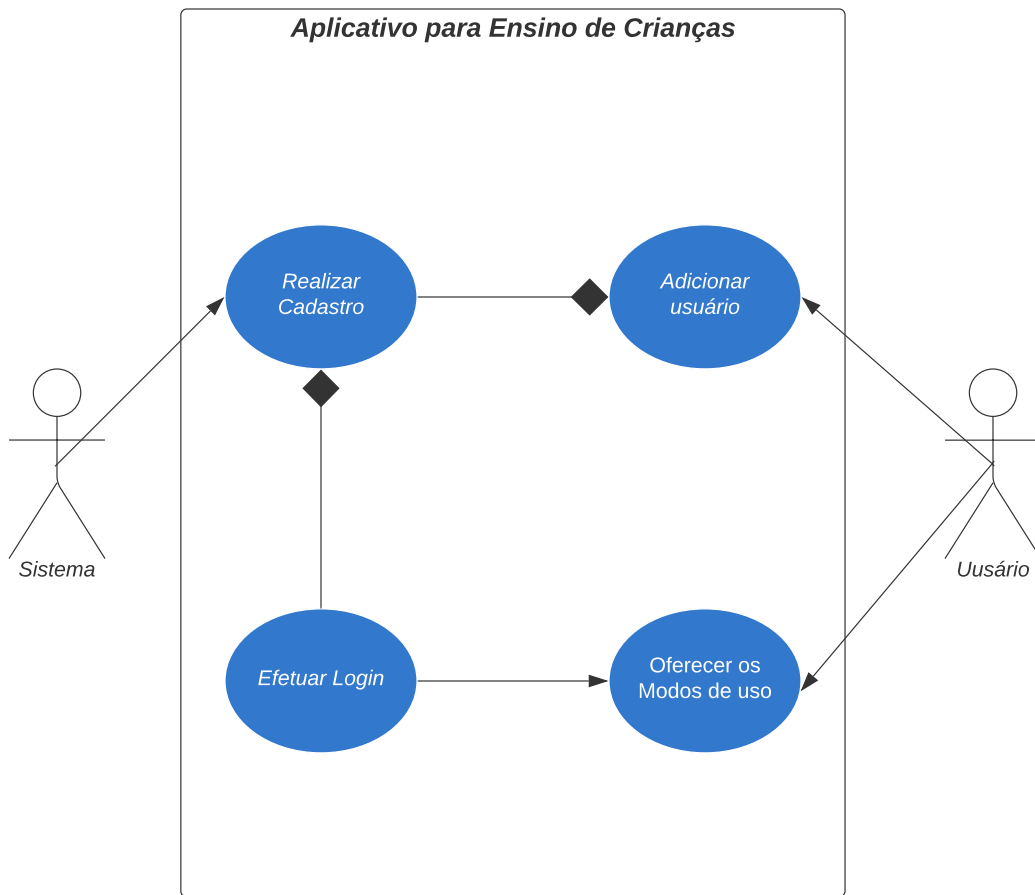 Aplicativo para Ensino de Crianças
Realizar
Cadastro
Adicionar
usuário
Sistema
Uusário
Efetuar Login
Oferecer os
Modos de uso